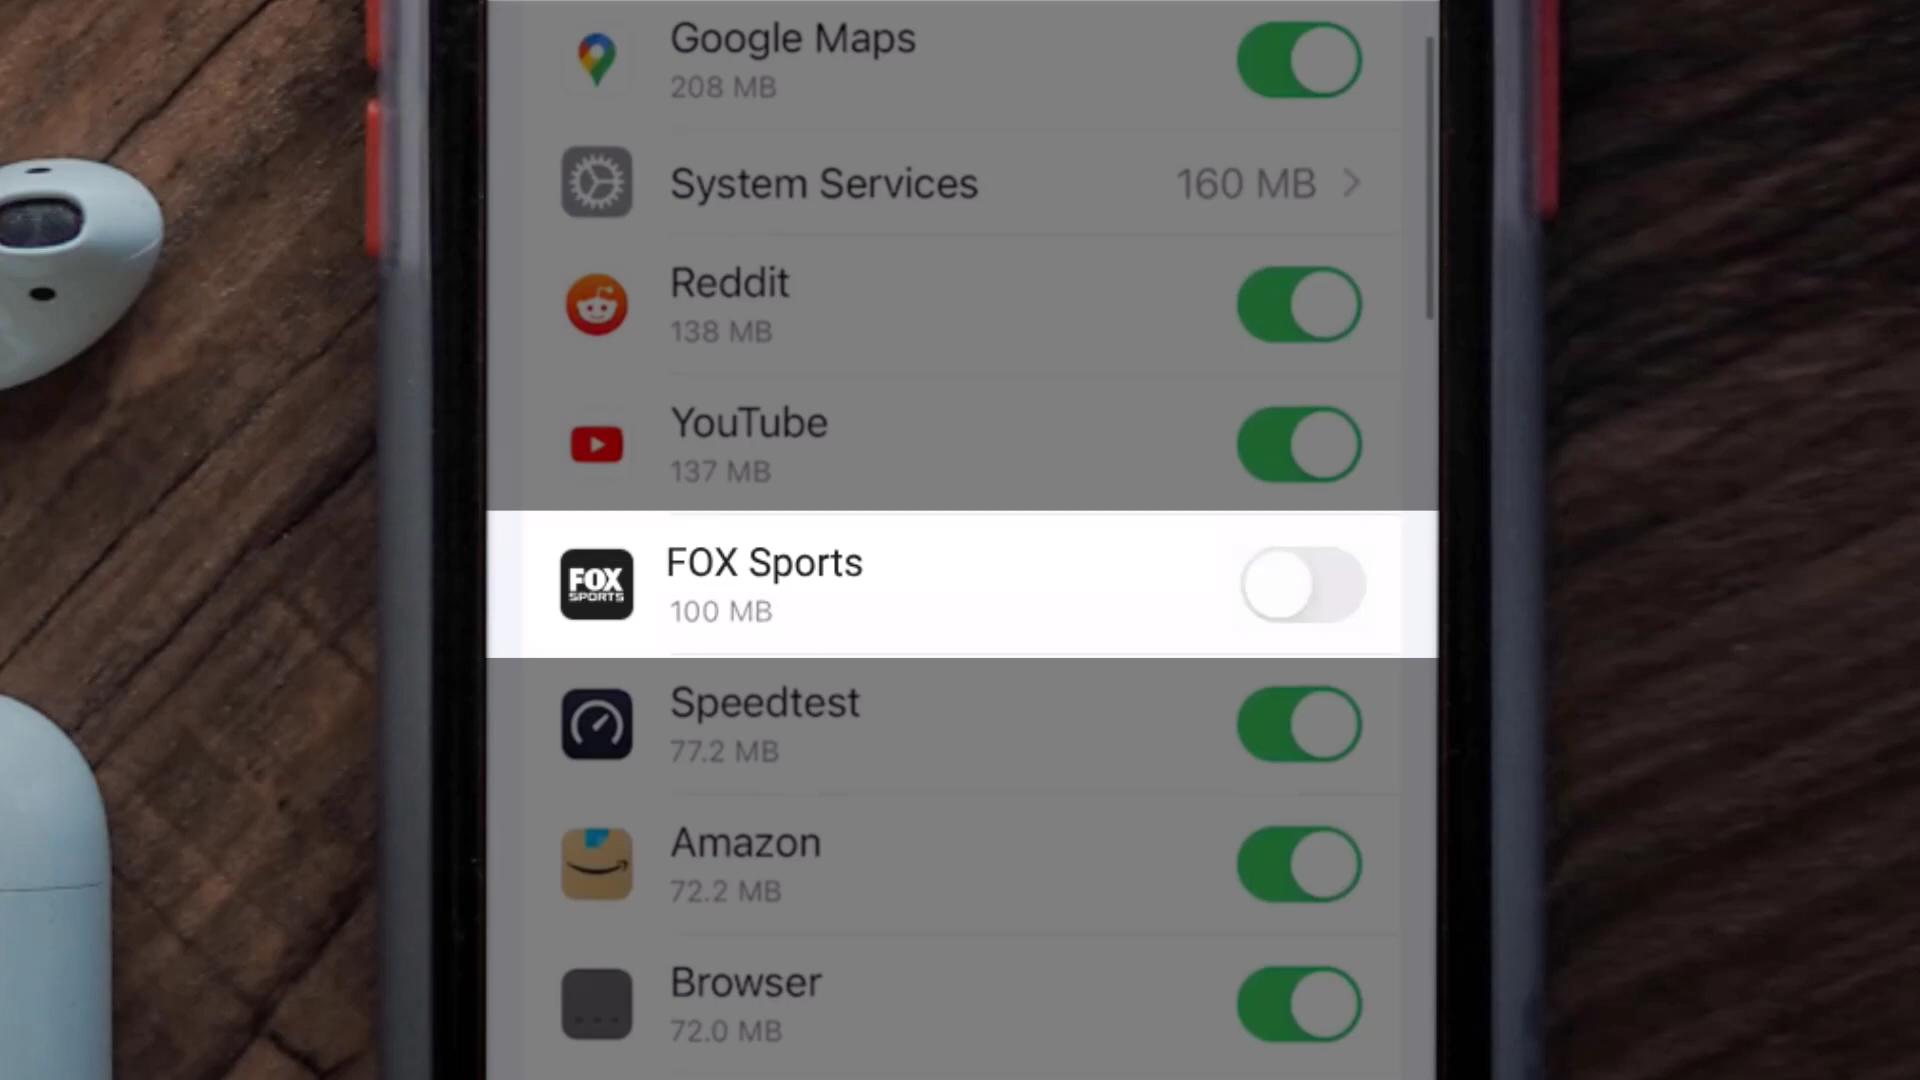 Google Maps
208 MB
System Services 160 MB
Reddit
138 MB
YouTube
137 MB
FOX Sports
FOX
SPORTS
100 MB
Speedtest
77.2 MB
Amazon
72.2 MB
Browser
72.0 MB